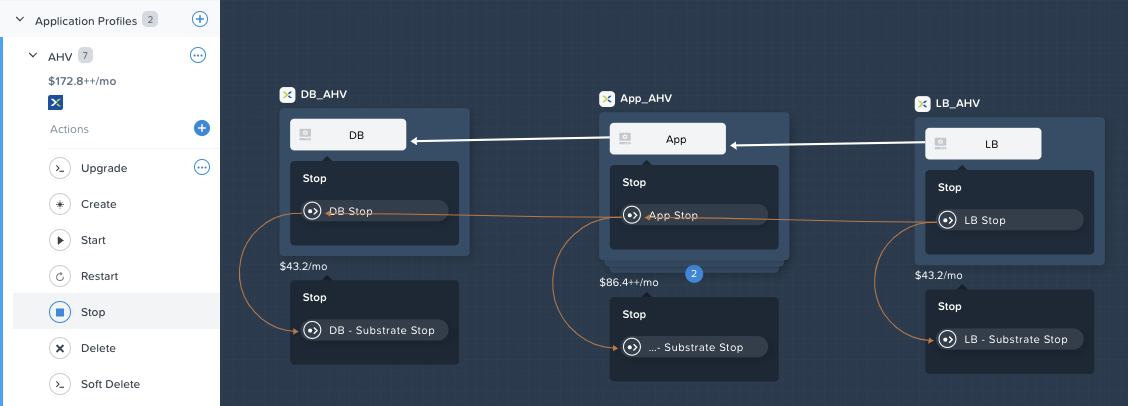 Application Profiles 2
AHV 7
$172.8++/mo
Actions
Upgrade
Create
Start
Restart
Stop
Delete
Soft Delete
DB_AHV
DB
Stop
DB Stop
$43.2/mo
Stop
DB - Substrate Stop
App_AHV
App
Stop
App Stop
2
$86.4++/mo
Stop
...- Substrate Stop
LB_AHV
LB
Stop
LB Stop
$43.2/mo
Stop
LB - Substrate Stop